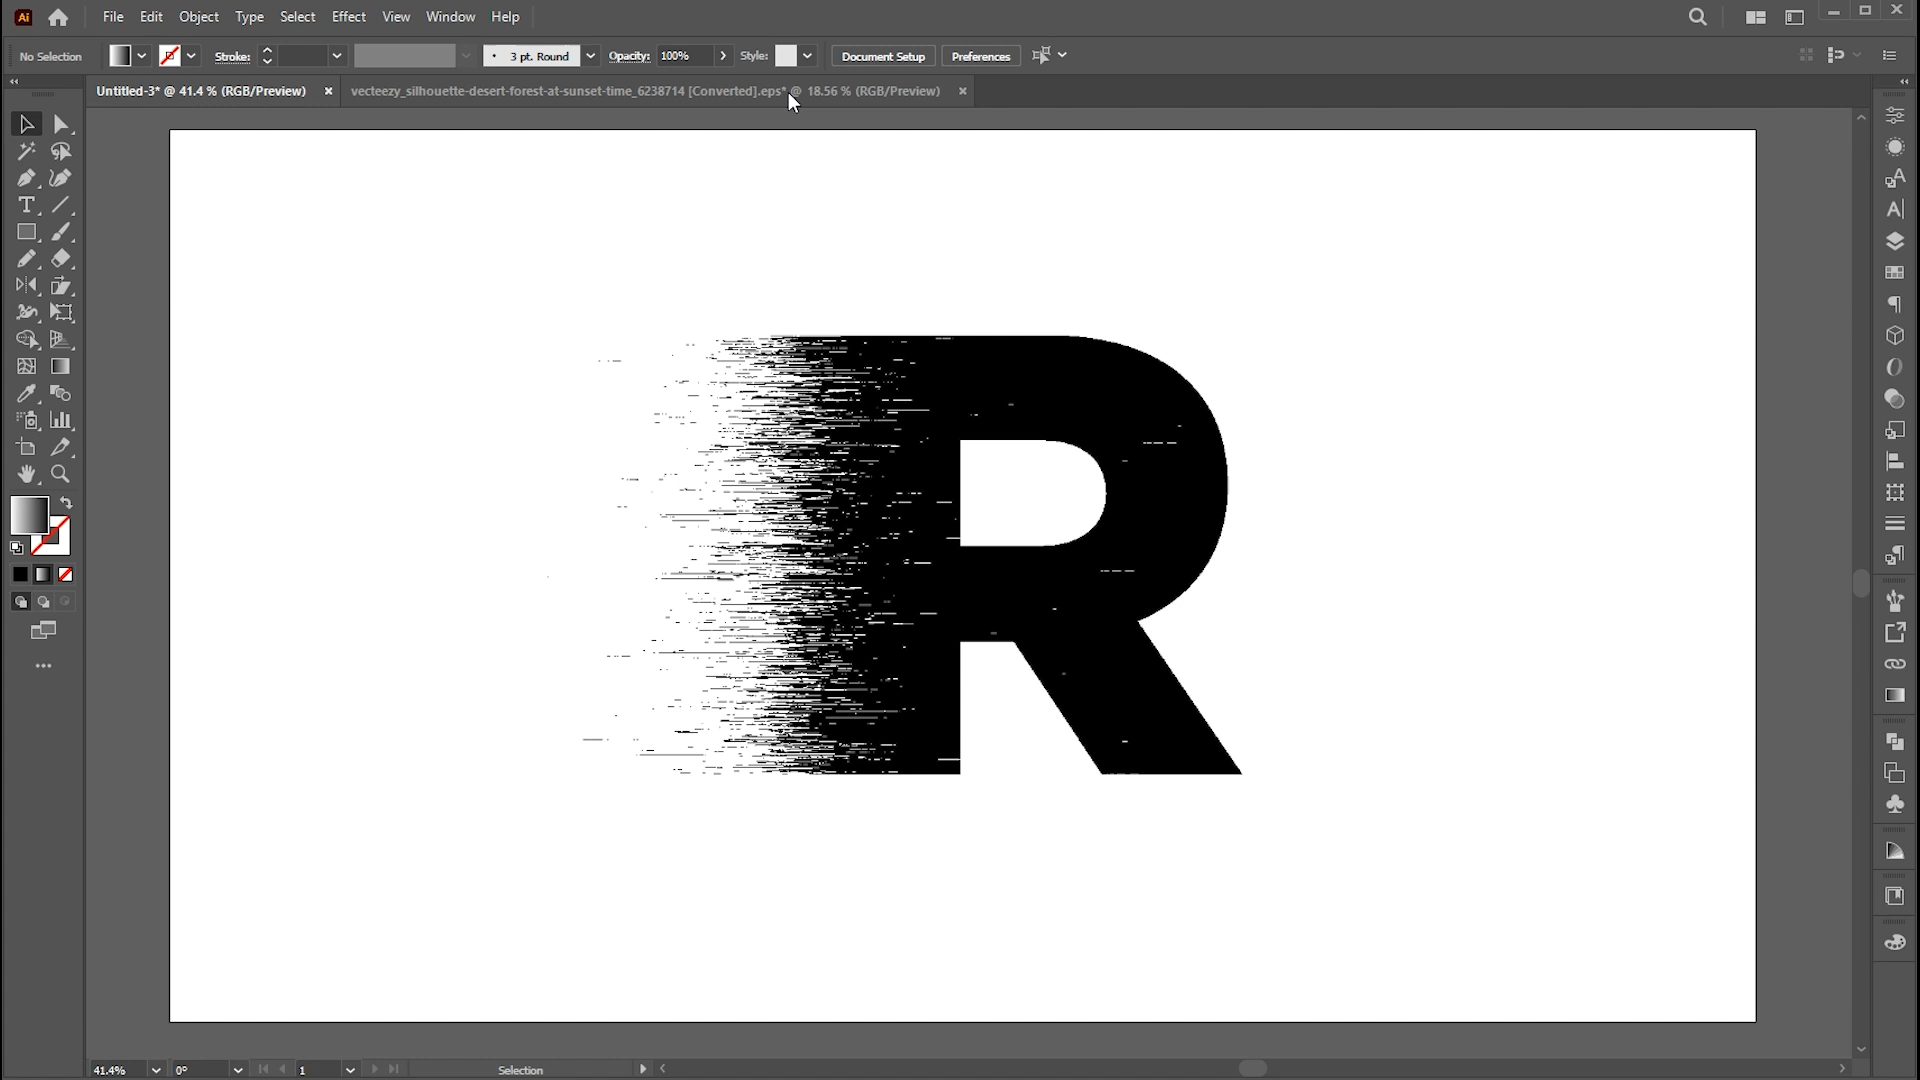 Ai File Edit Object Type Select Effect View Window Help
No Selection Stroke: 3 pt. Round Opacity: 100% Style: Document Setup Preferences
Untitled-3* @ 41.4 % (RGB/Preview) × vecteezy_silhouette-desert-forest-at-sunset-time_6238714 [Converted].eps* @ 18.56 % (RGB/Preview) ×
R
41.4% 0° 1 Selection